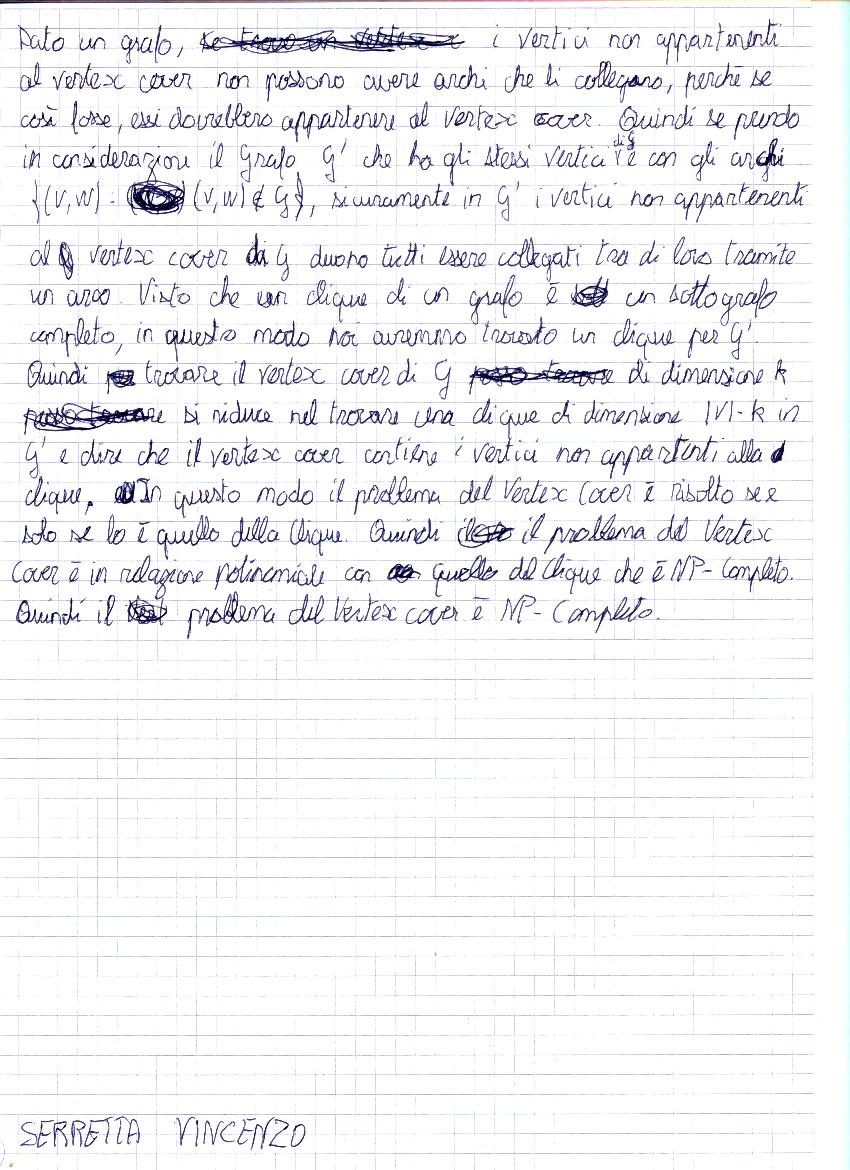 Dato un grafo, i vertici non appartenenti
al vertex cover non possono avere archi che li collegano, perchè se
così fosse, essi dovrebbero appartenere al vertex cover. Quindi se prendo
in considerazione il Grafo G' che ha gli stessi vertici di G e con gli archi
{(v,w) : (v,w) ∉ G}, sicuramente in G' i vertici non appartenenti
al vertex cover di G devono tutti essere collegati tra di loro tramite
un arco. Visto che un clique di un grafo è un sottografo
completo, in questo modo noi avremmo trovato un clique per G'.
Quindi trovare il vertex cover di G di dimensione k
si riduce nel trovare una clique di dimensione |V|-k in
G' e dire che il vertex cover contiene i vertici non appartenti alla
clique. In questo modo il problema del Vertex Cover è risolto se e
solo se lo è quello della Clique. Quindi il problema del Vertex
Cover è in relazione polinomiale con quello del Clique che è NP-Completo.
Quindi il problema del Vertex cover è NP-Completo.
SERRETTA VINCENZO